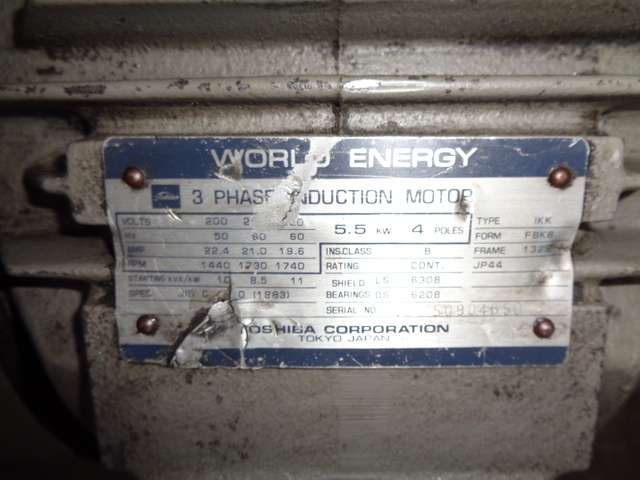 WORLD ENERGY
Toshiba 3 PHASE INDUCTION MOTOR
VOLTS 200
HZ 50 60 60
AMP 22.4 21.0 19.6
RPM 1440 1730 1740
STARTING KVA/KW 10 8.5 11
SPEC. JIS C (1983)
5.5 KW 4 POLES
INS.CLASS B
RATING CONT.
SHIELD LS 6308
BEARINGS OS 6208
SERIAL NO
TYPE IKK
FORM FBK8
FRAME
JP44
TOSHIBA CORPORATION
TOKYO JAPAN